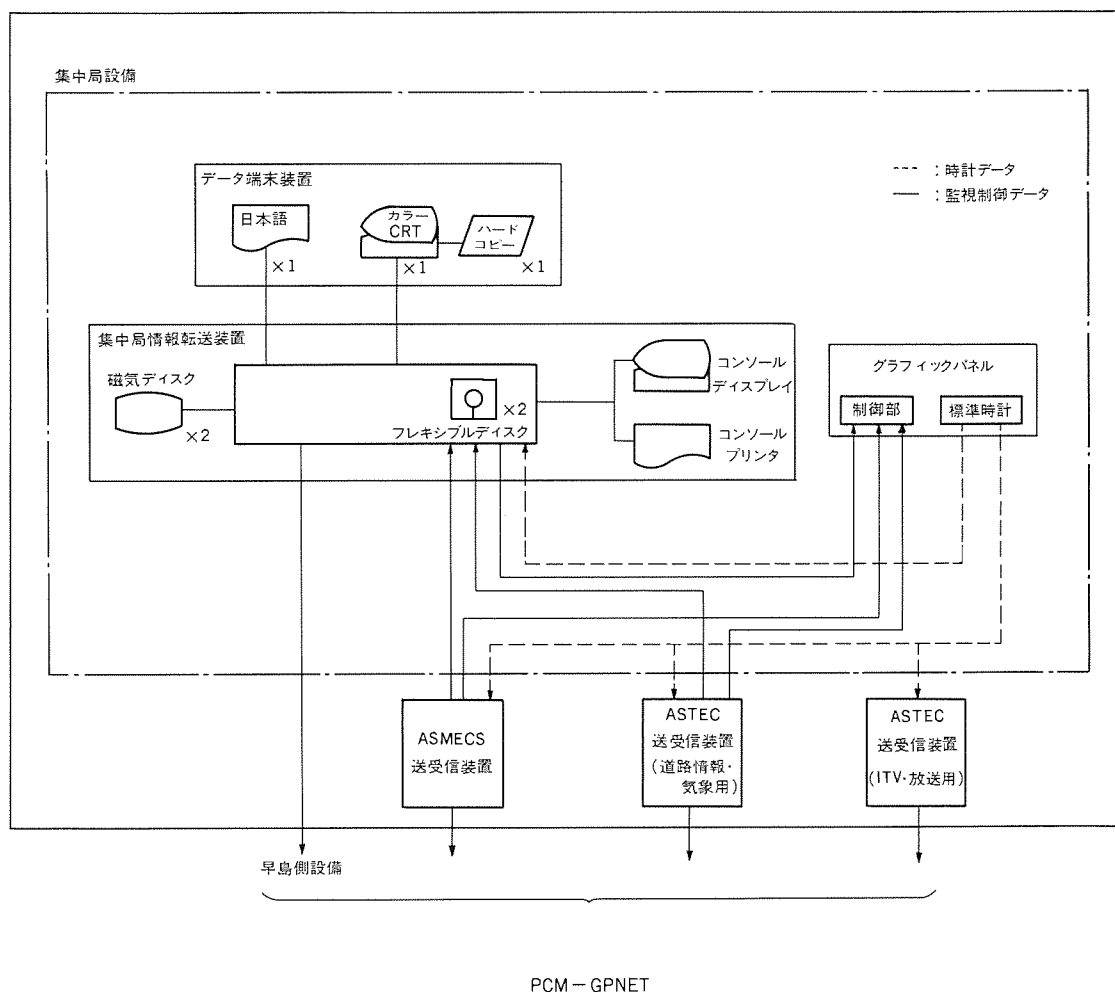 集中局設備
--- :時計データ
— :監視制御データ
データ端末装置
日本語
×1
カラー
CRT
×1
ハード
コピー
×1
集中局情報転送装置
磁気ディスク
×2
×2
フレキシブルディスク
コンソール
ディスプレイ
コンソール
プリンタ
グラフィックパネル
制御部
標準時計
ASMECS
送受信装置
ASTEC
送受信装置
(道路情報・
気象用)
ASTEC
送受信装置
(ITV・放送用)
早島側設備
PCM-GPNET